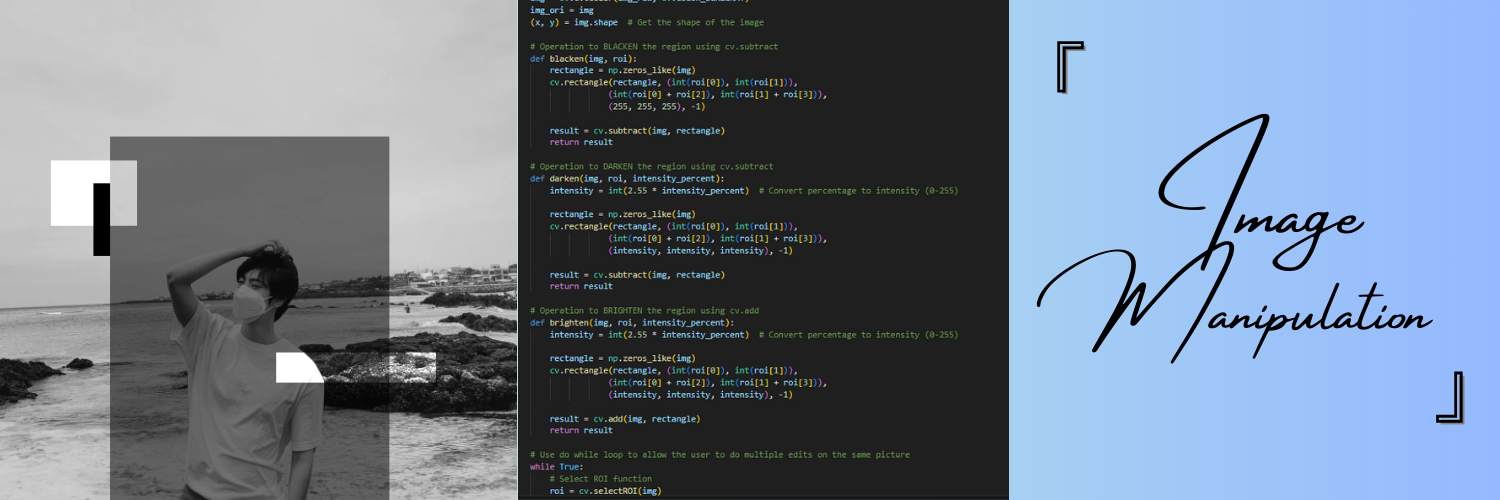 img_ori = img
(x, y) = img.shape  # Get the shape of the image
# Operation to BLACKEN the region using cv.subtract
def blacken(img, roi):
rectangle = np.zeros_like(img)
cv.rectangle(rectangle, (int(roi[0]), int(roi[1])),
(int(roi[0] + roi[2]), int(roi[1] + roi[3])),
(255, 255, 255), -1)
result = cv.subtract(img, rectangle)
return result
# Operation to DARKEN the region using cv.subtract
def darken(img, roi, intensity_percent):
intensity = int(2.55 * intensity_percent)  # Convert percentage to intensity (0-255)
rectangle = np.zeros_like(img)
cv.rectangle(rectangle, (int(roi[0]), int(roi[1])),
(int(roi[0] + roi[2]), int(roi[1] + roi[3])),
(intensity, intensity, intensity), -1)
result = cv.subtract(img, rectangle)
return result
# Operation to BRIGHTEN the region using cv.add
def brighten(img, roi, intensity_percent):
intensity = int(2.55 * intensity_percent)  # Convert percentage to intensity (0-255)
rectangle = np.zeros_like(img)
cv.rectangle(rectangle, (int(roi[0]), int(roi[1])),
(int(roi[0] + roi[2]), int(roi[1] + roi[3])),
(intensity, intensity, intensity), -1)
result = cv.add(img, rectangle)
return result
# Use do while loop to allow the user to do multiple edits on the same picture
while True:
# Select ROI function
roi = cv.selectROI(img)
『
Image
Manipulation
』